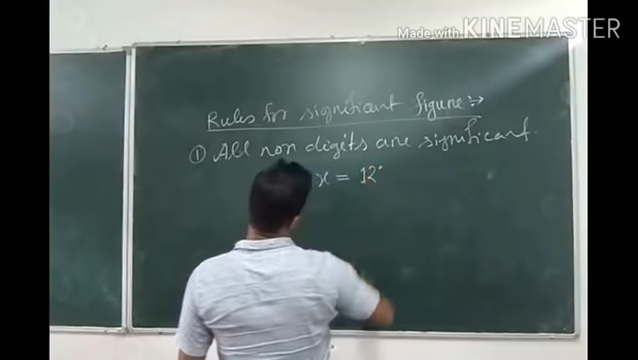 Made with KINEMASTER
Rules for significant figure :→
① All non digits are significant.
x = 12